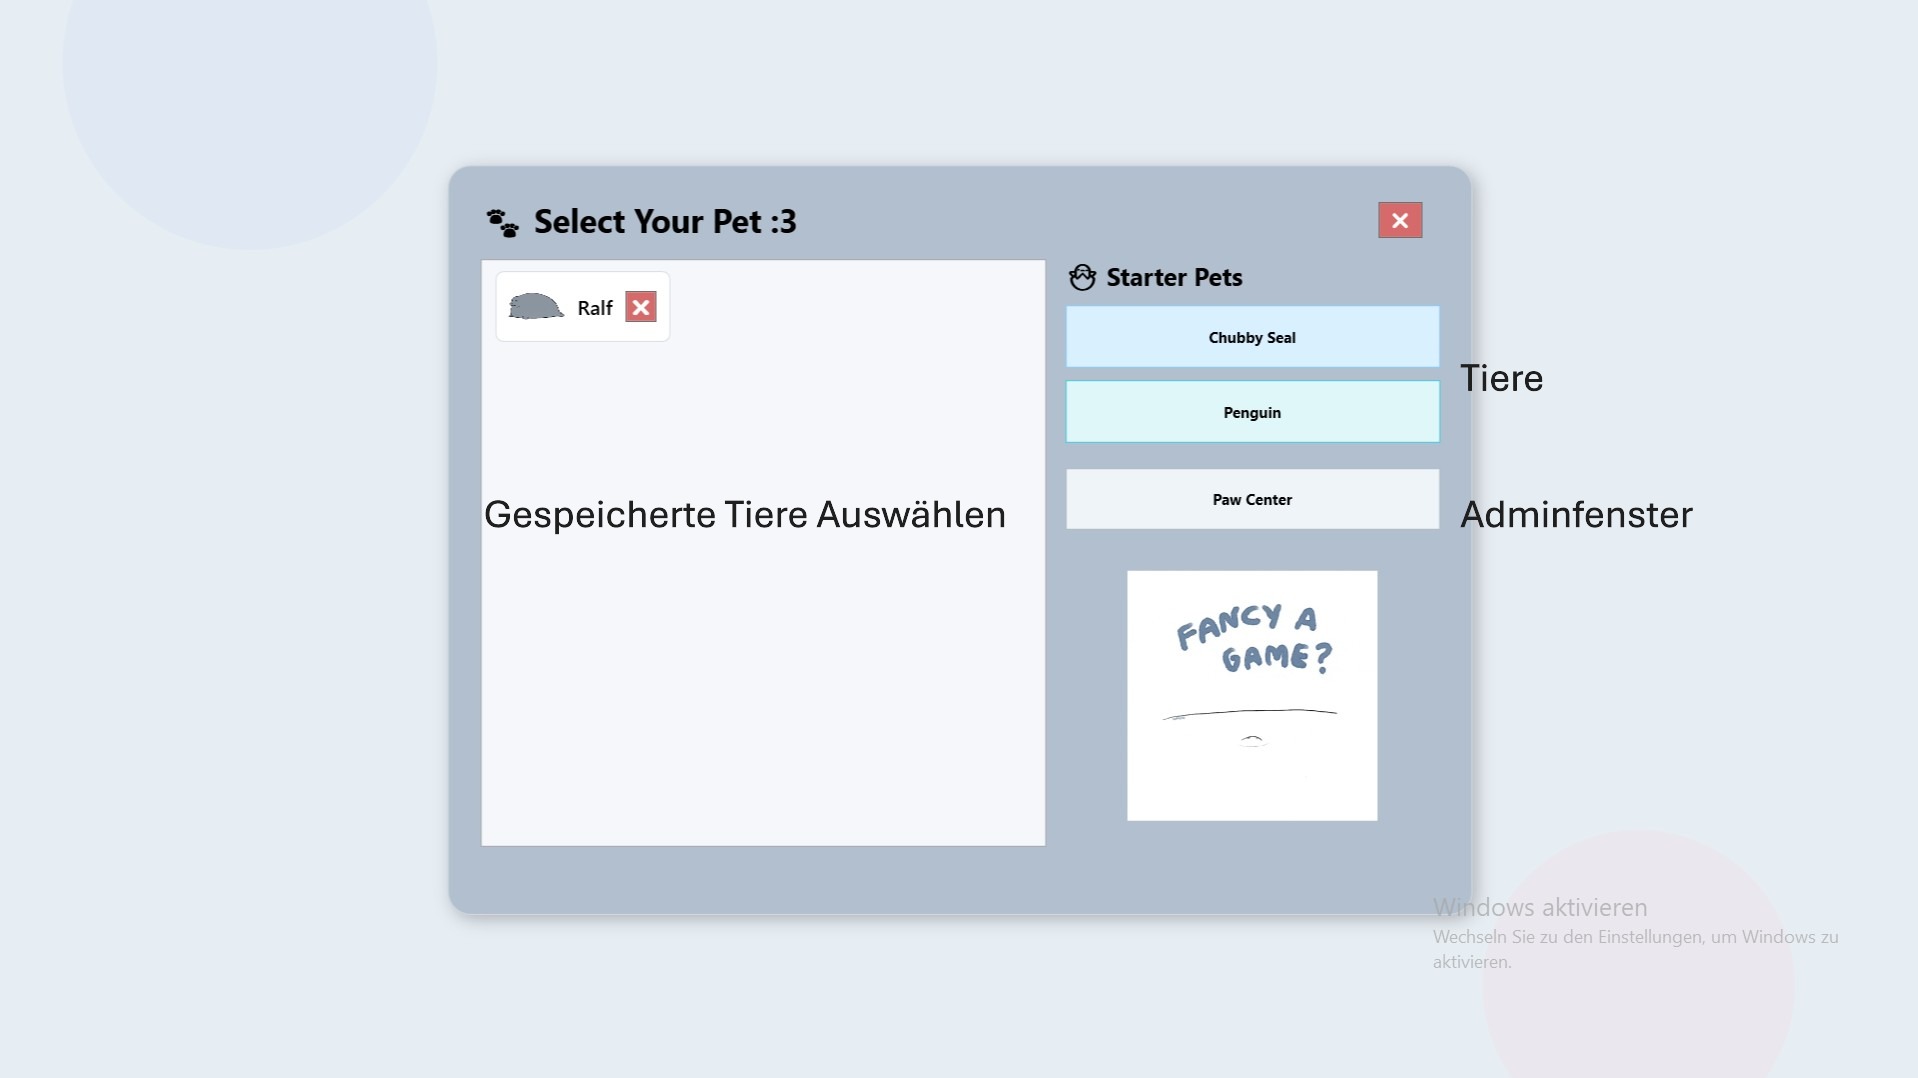 Select Your Pet :3
Ralf
Starter Pets
Chubby Seal
Tiere
Penguin
Paw Center
Gespeicherte Tiere Auswählen
Adminfenster
FANCY A
GAME?
Windows aktivieren
Wechseln Sie zu den Einstellungen, um Windows zu
aktivieren.